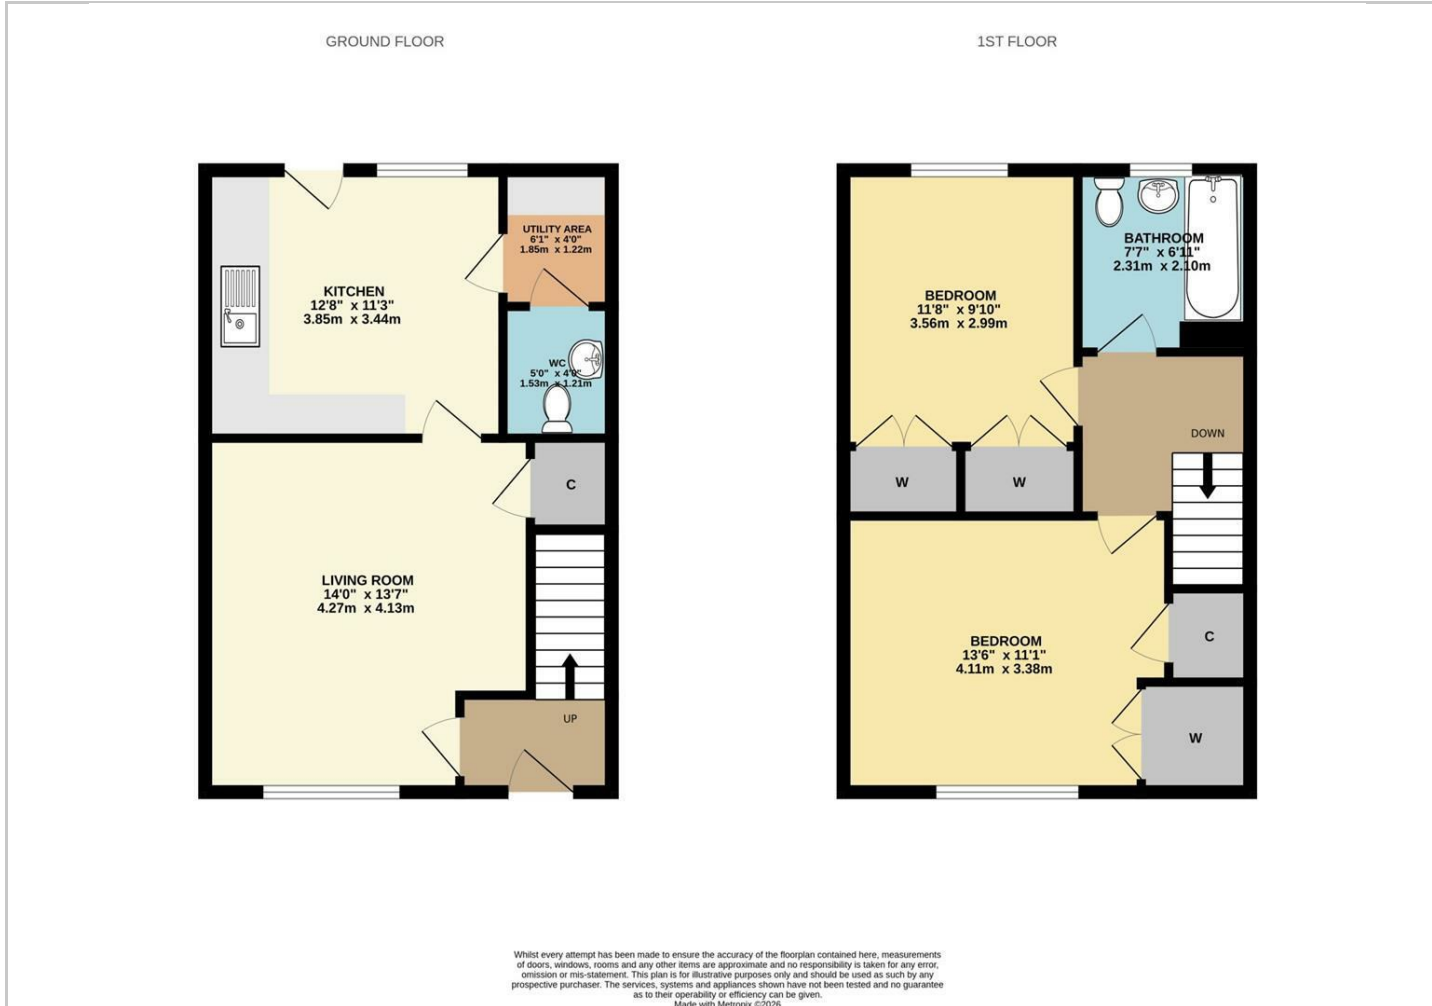 GROUND FLOOR
1ST FLOOR
UTILITY AREA
6'1" x 4'0"
1.85m x 1.22m
KITCHEN
12'8" x 11'3"
3.85m x 3.44m
WC
5'0" x 4'0"
1.53m x 1.21m
C
LIVING ROOM
14'0" x 13'7"
4.27m x 4.13m
UP
BATHROOM
7'7" x 6'11"
2.31m x 2.10m
BEDROOM
11'8" x 9'10"
3.56m x 2.99m
DOWN
W
W
BEDROOM
13'6" x 11'1"
4.11m x 3.38m
C
W
Whilst every attempt has been made to ensure the accuracy of the floorplan contained here, measurements
of doors, windows, rooms and any other items are approximate and no responsibility is taken for any error,
omission or mis-statement. This plan is for illustrative purposes only and should be used as such by any
prospective purchaser. The services, systems and appliances shown have not been tested and no guarantee
as to their operability or efficiency can be given.
Made with Metropix ©2026